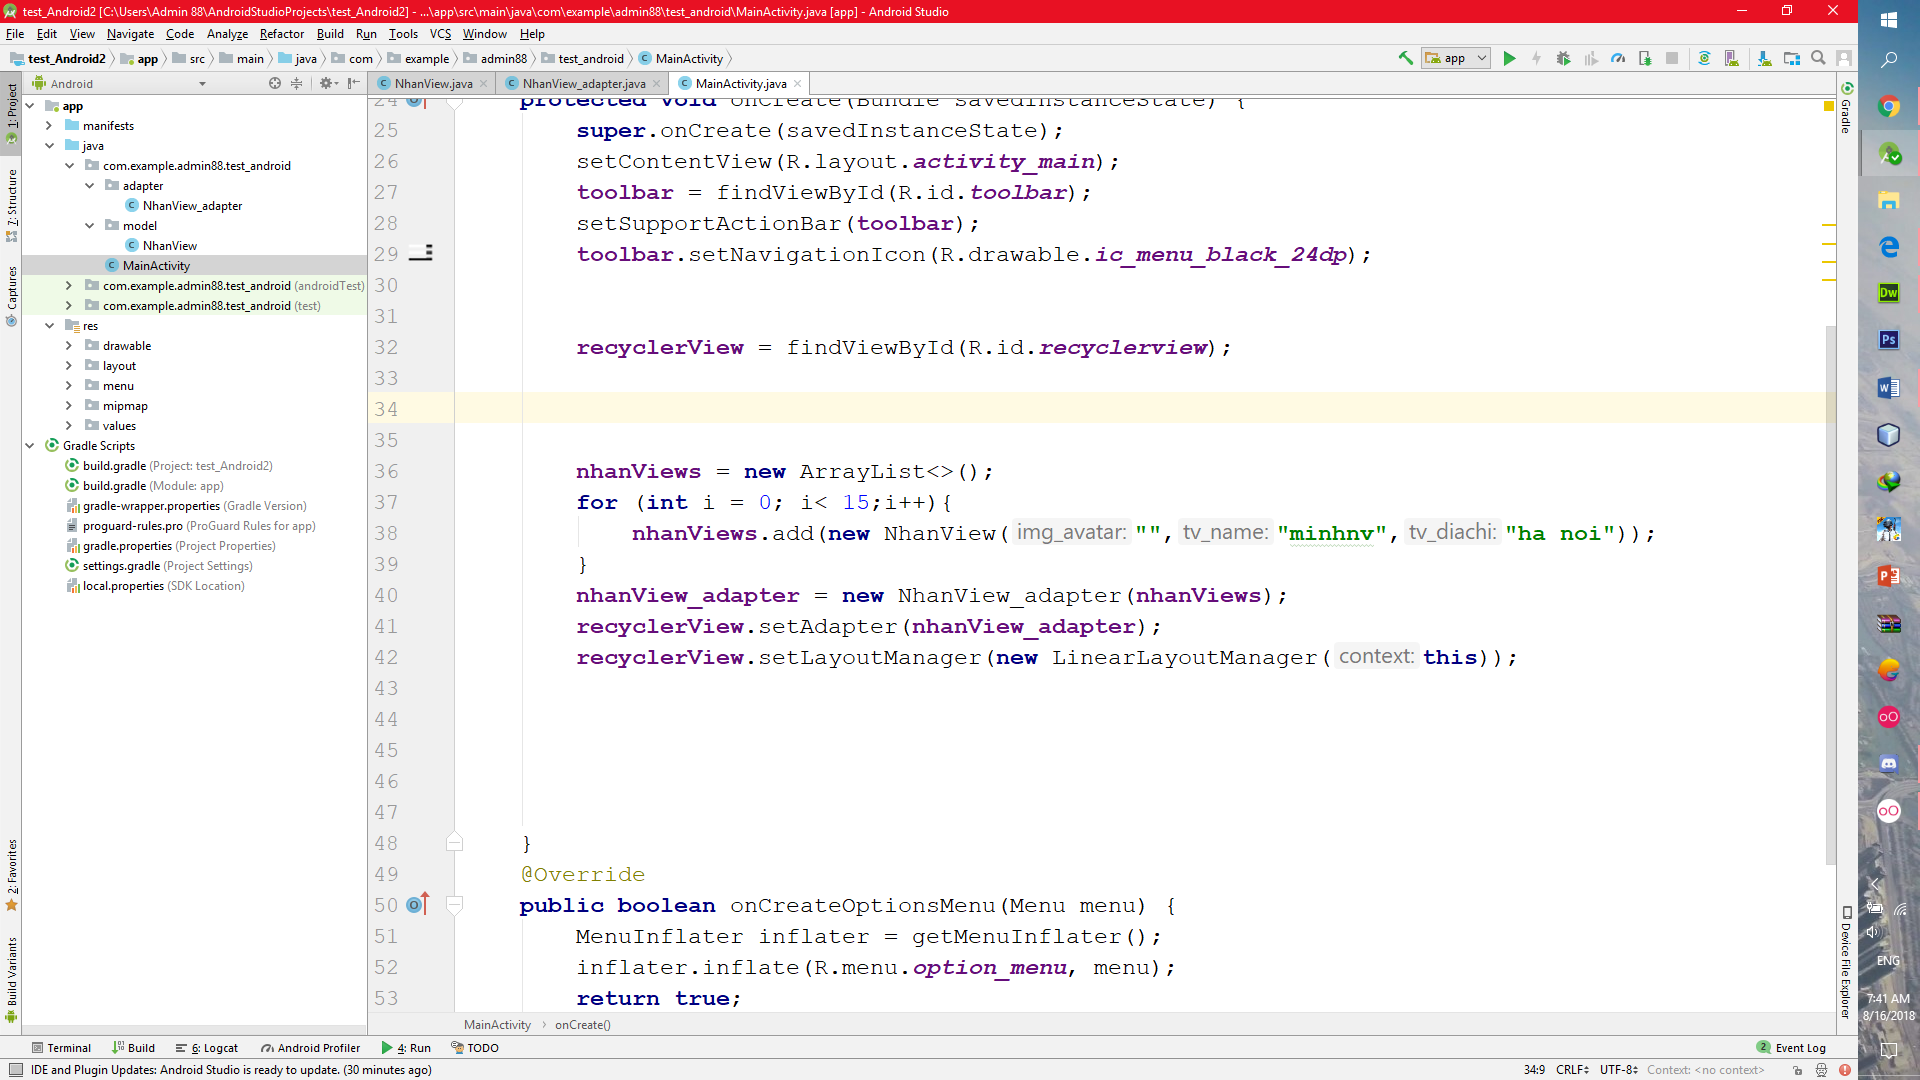 test_Android2 [C:\Users\Admin 88\AndroidStudioProjects\test_Android2] - ...\app\src\main\java\com\example\admin88\test_android\MainActivity.java [app] - Android Studio
File Edit View Navigate Code Analyze Refactor Build Run Tools VCS Window Help
test_Android2 app src main java com example admin88 test_android MainActivity
app
Android
NhanView.java NhanView_adapter.java MainActivity.java
1: Project
7: Structure
Captures
2: Favorites
Build Variants
app
manifests
java
com.example.admin88.test_android
adapter
NhanView_adapter
model
NhanView
MainActivity
com.example.admin88.test_android (androidTest)
com.example.admin88.test_android (test)
res
drawable
layout
menu
mipmap
values
Gradle Scripts
build.gradle (Project: test_Android2)
build.gradle (Module: app)
gradle-wrapper.properties (Gradle Version)
proguard-rules.pro (ProGuard Rules for app)
gradle.properties (Project Properties)
settings.gradle (Project Settings)
local.properties (SDK Location)
24 protected void onCreate(Bundle savedInstanceState) {
25 super.onCreate(savedInstanceState);
26 setContentView(R.layout.activity_main);
27 toolbar = findViewById(R.id.toolbar);
28 setSupportActionBar(toolbar);
29 toolbar.setNavigationIcon(R.drawable.ic_menu_black_24dp);
30
31
32 recyclerView = findViewById(R.id.recyclerview);
33
34
35
36 nhanViews = new ArrayList<>();
37 for (int i = 0; i< 15;i++){
38 nhanViews.add(new NhanView( img_avatar: "", tv_name: "minhnv", tv_diachi: "ha noi"));
39 }
40 nhanView_adapter = new NhanView_adapter(nhanViews);
41 recyclerView.setAdapter(nhanView_adapter);
42 recyclerView.setLayoutManager(new LinearLayoutManager( context: this));
43
44
45
46
47
48 }
49 @Override
50 public boolean onCreateOptionsMenu(Menu menu) {
51 MenuInflater inflater = getMenuInflater();
52 inflater.inflate(R.menu.option_menu, menu);
53 return true;
MainActivity onCreate()
Gradle
Device File Explorer
Terminal Build 6: Logcat Android Profiler 4: Run TODO
2 Event Log
IDE and Plugin Updates: Android Studio is ready to update. (30 minutes ago)
34:9 CRLF UTF-8 Context: <no context>
Dw
Ps
ENG
7:41 AM
8/16/2018